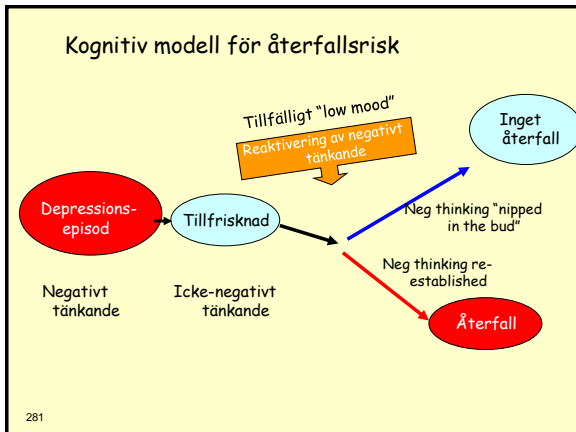 Kognitiv modell för återfallsrisk
Tillfälligt "low mood"
Reaktivering av negativt
tänkande
Inget
återfall
Depressions-
episod
Tillfrisknad
Neg thinking "nipped
in the bud"
Neg thinking re-
established
Negativt
tänkande
Icke-negativt
tänkande
Återfall
281